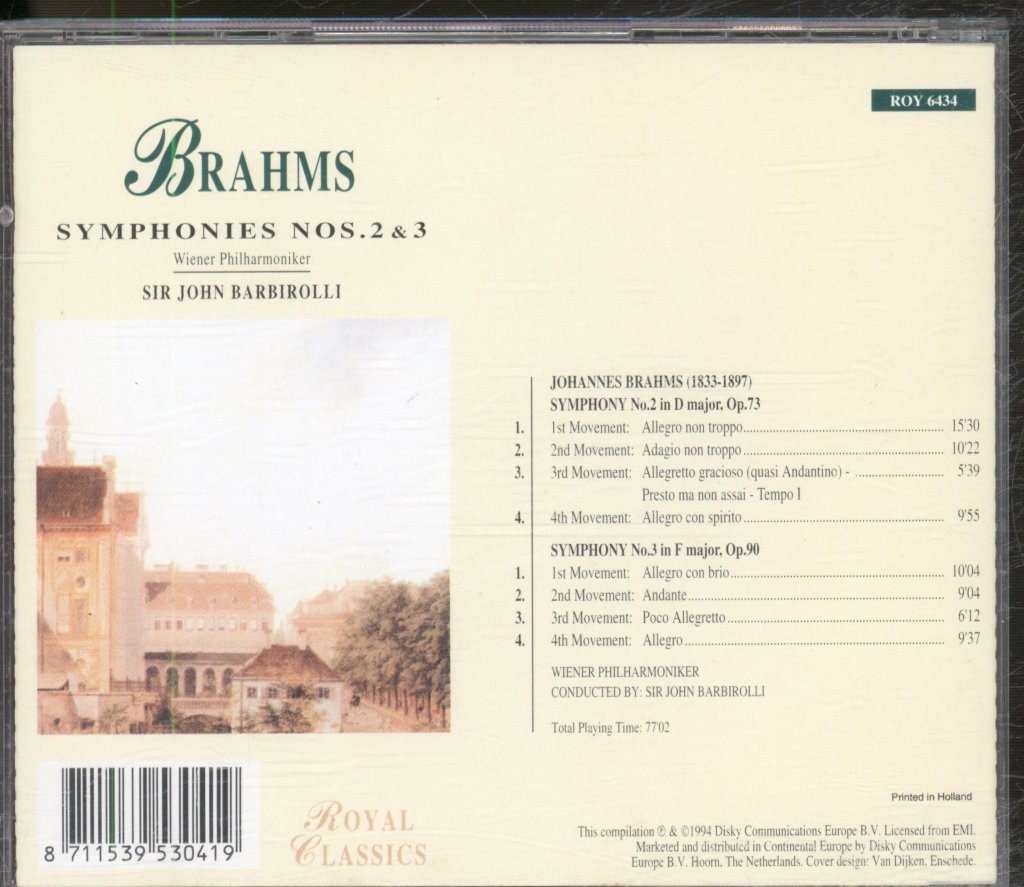 ROY 6434
BRAHMS
SYMPHONIES NOS.2 & 3
Wiener Philharmoniker
SIR JOHN BARBIROLLI
JOHANNES BRAHMS (1833-1897)
SYMPHONY No.2 in D major, Op.73
1. 1st Movement: Allegro non troppo 15'30
2. 2nd Movement: Adagio non troppo 10'22
3. 3rd Movement: Allegretto gracioso (quasi Andantino) - 5'39
Presto ma non assai - Tempo I
4. 4th Movement: Allegro con spirito 9'55
SYMPHONY No.3 in F major, Op.90
1. 1st Movement: Allegro con brio 10'04
2. 2nd Movement: Andante 9'04
3. 3rd Movement: Poco Allegretto 6'12
4. 4th Movement: Allegro 9'37
WIENER PHILHARMONIKER
CONDUCTED BY: SIR JOHN BARBIROLLI
Total Playing Time: 77'02
8 711539 530419
ROYAL
CLASSICS
Printed in Holland
This compilation ℗ & ©1994 Disky Communications Europe B.V. Licensed from EMI.
Marketed and distributed in Continental Europe by Disky Communications
Europe B.V. Hoorn. The Netherlands. Cover design: Van Dijken. Enschede.